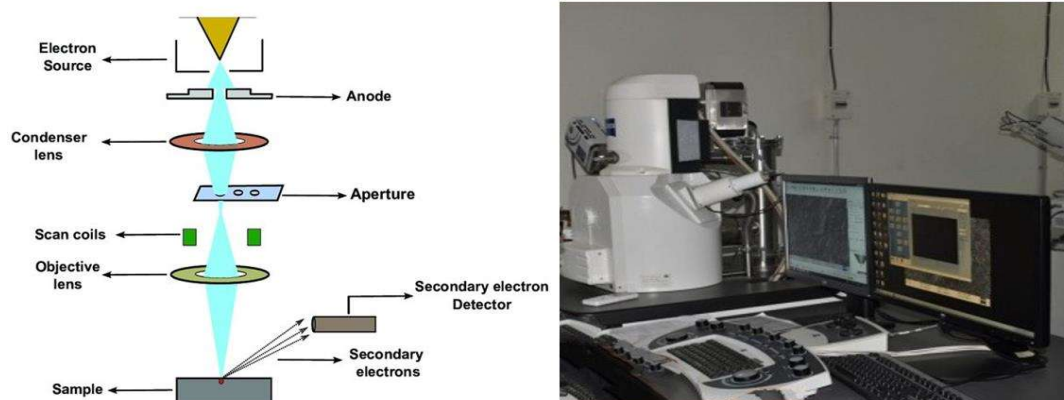 Electron
Source
Anode
Condenser
lens
Aperture
Scan coils
Objective
lens
Secondary electron
Detector
Secondary
electrons
Sample